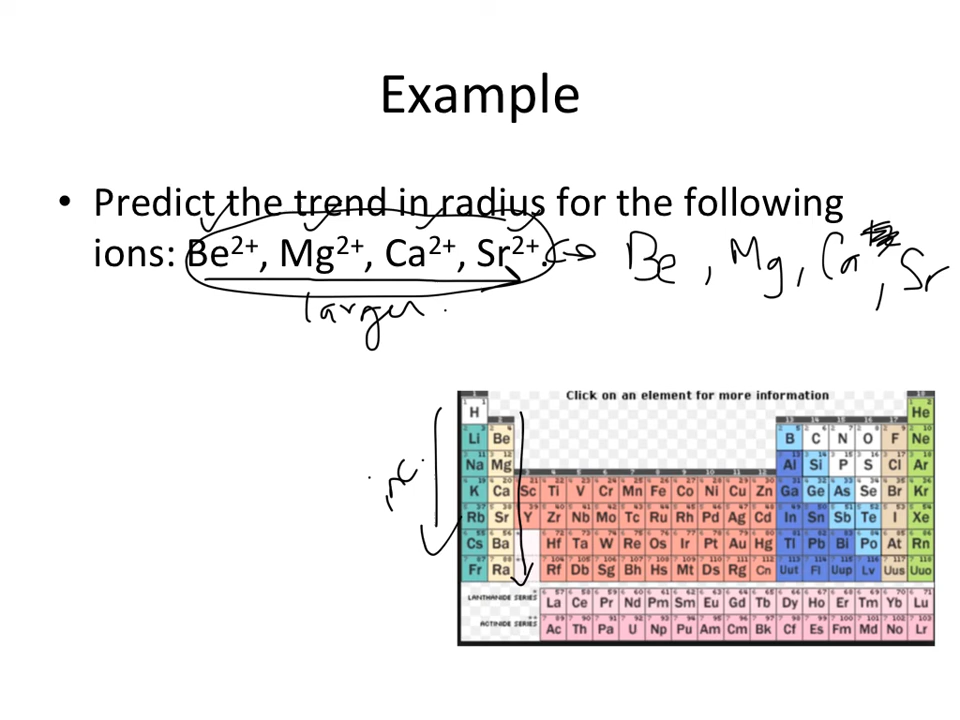 Example
• Predict the trend in radius for the following
ions: Be²⁺, Mg²⁺, Ca²⁺, Sr²⁺. Be, Mg, Ca, Sr
larger.
inc.
Click on an element for more information
H He
Li Be B C N O F Ne
Na Mg Al Si P S Cl Ar
K Ca Sc Ti V Cr Mn Fe Co Ni Cu Zn Ga Ge As Se Br Kr
Rb Sr Y Zr Nb Mo Tc Ru Rh Pd Ag Cd In Sn Sb Te I Xe
Cs Ba Hf Ta W Re Os Ir Pt Au Hg Tl Pb Bi Po At Rn
Fr Ra Rf Db Sg Bh Hs Mt Ds Rg Cn Uut Fl Uup Lv Uus Uuo
LANTHANIDE SERIES La Ce Pr Nd Pm Sm Eu Gd Tb Dy Ho Er Tm Yb Lu
ACTINIDE SERIES Ac Th Pa U Np Pu Am Cm Bk Cf Es Fm Md No Lr